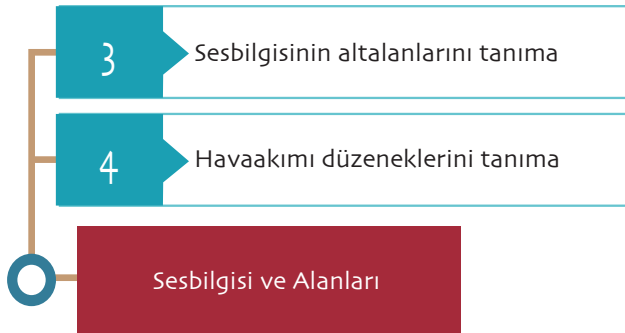 3 Sesbilgisinin altalanlarını tanıma
4 Havaakımı düzeneklerini tanıma
Sesbilgisi ve Alanları